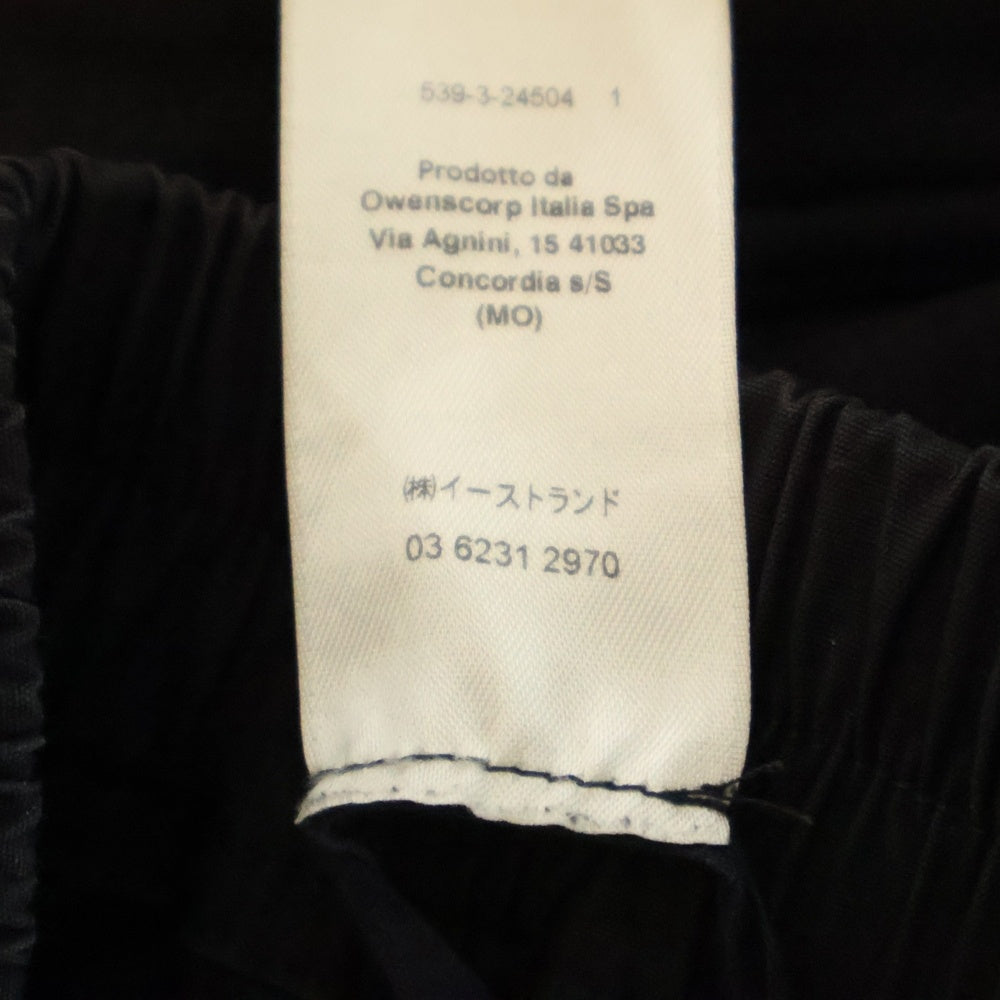 539-3-24504 1
Prodotto da
Owenscorp Italia Spa
Via Agnini, 15 41033
Concordia s/S
(MO)
㈱イーストランド
03 6231 2970